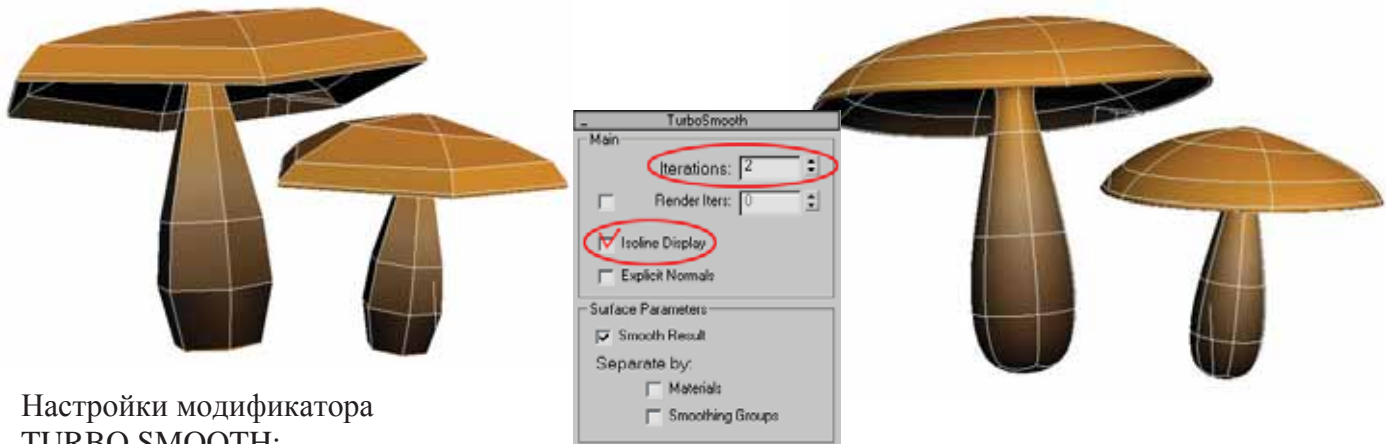 TurboSmooth
Main
Iterations: 2
Render Iters: 0
Isoline Display
Explicit Normals
Surface Parameters
Smooth Result
Separate by:
Materials
Smoothing Groups
Настройки модификатора
TURBO SMOOTH: